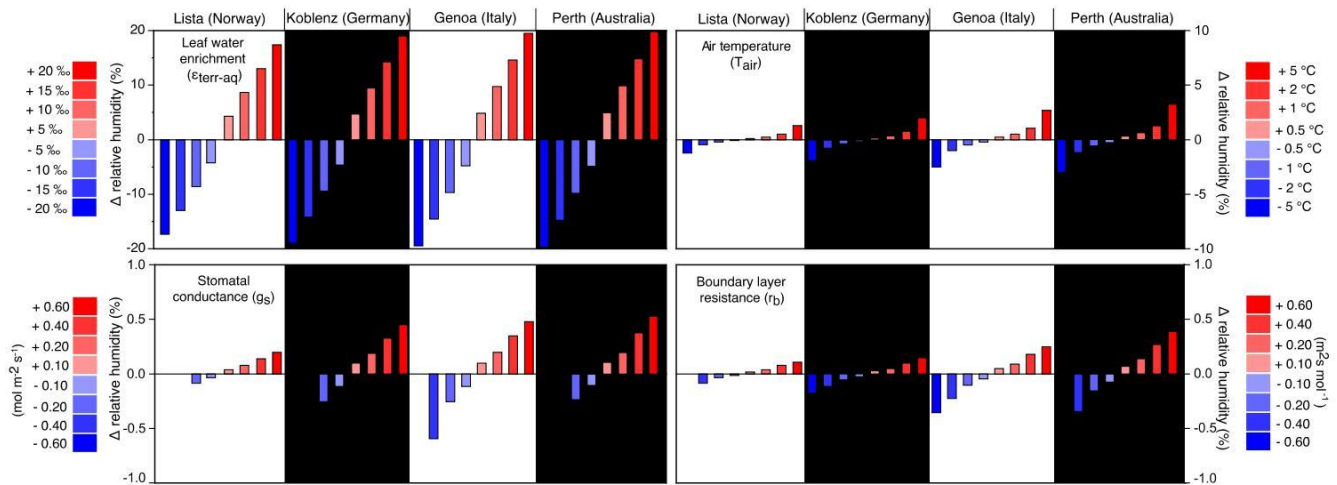 Lista (Norway) Koblenz (Germany) Genoa (Italy) Perth (Australia) Lista (Norway) Koblenz (Germany) Genoa (Italy) Perth (Australia)
+ 20 ‰
+ 15 ‰
+ 10 ‰
+ 5 ‰
- 5 ‰
- 10 ‰
- 15 ‰
- 20 ‰
Δ relative humidity (%)
20
10
0
-10
-20
Leaf water
enrichment
(εterr-aq)
Air temperature
(Tair)
10
5
0
-5
-10
Δ relative humidity (%)
+ 5 °C
+ 2 °C
+ 1 °C
+ 0.5 °C
- 0.5 °C
- 1 °C
- 2 °C
- 5 °C
(mol m-2 s-1)
+ 0.60
+ 0.40
+ 0.20
+ 0.10
- 0.10
- 0.20
- 0.40
- 0.60
Δ relative humidity (%)
1.0
0.5
0.0
-0.5
-1.0
Stomatal
conductance (gs)
Boundary layer
resistance (rb)
1.0
0.5
0.0
-0.5
-1.0
Δ relative humidity (%)
+ 0.60
+ 0.40
+ 0.20
+ 0.10
- 0.10
- 0.20
- 0.40
- 0.60
(m2s mol-1)